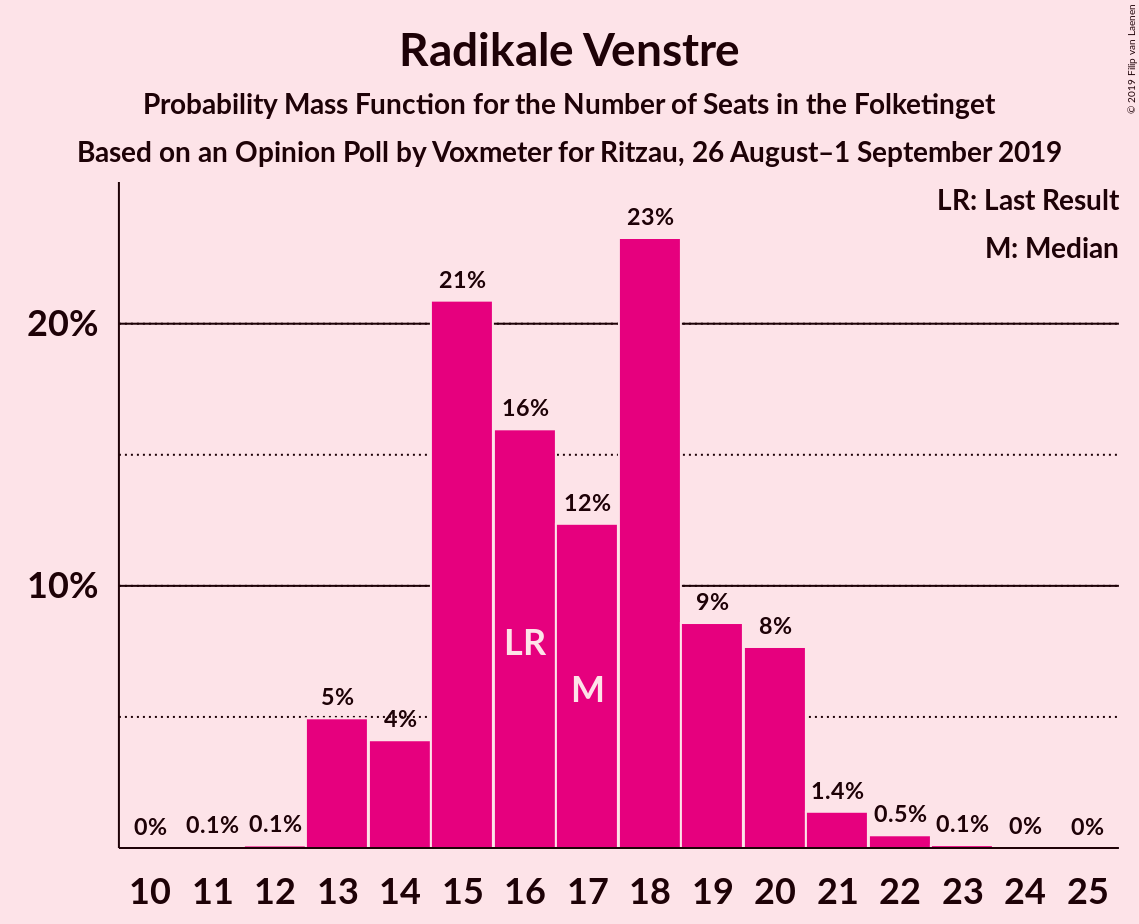 Radikale Venstre
Probability Mass Function for the Number of Seats in the Folketinget
Based on an Opinion Poll by Voxmeter for Ritzau, 26 August–1 September 2019
© 2019 Filip van Laenen
LR: Last Result
M: Median
20%
10%
0%
0.1%
0.1%
5%
4%
21%
16%
12%
23%
9%
8%
1.4%
0.5%
0.1%
0%
0%
LR
M
10 11 12 13 14 15 16 17 18 19 20 21 22 23 24 25